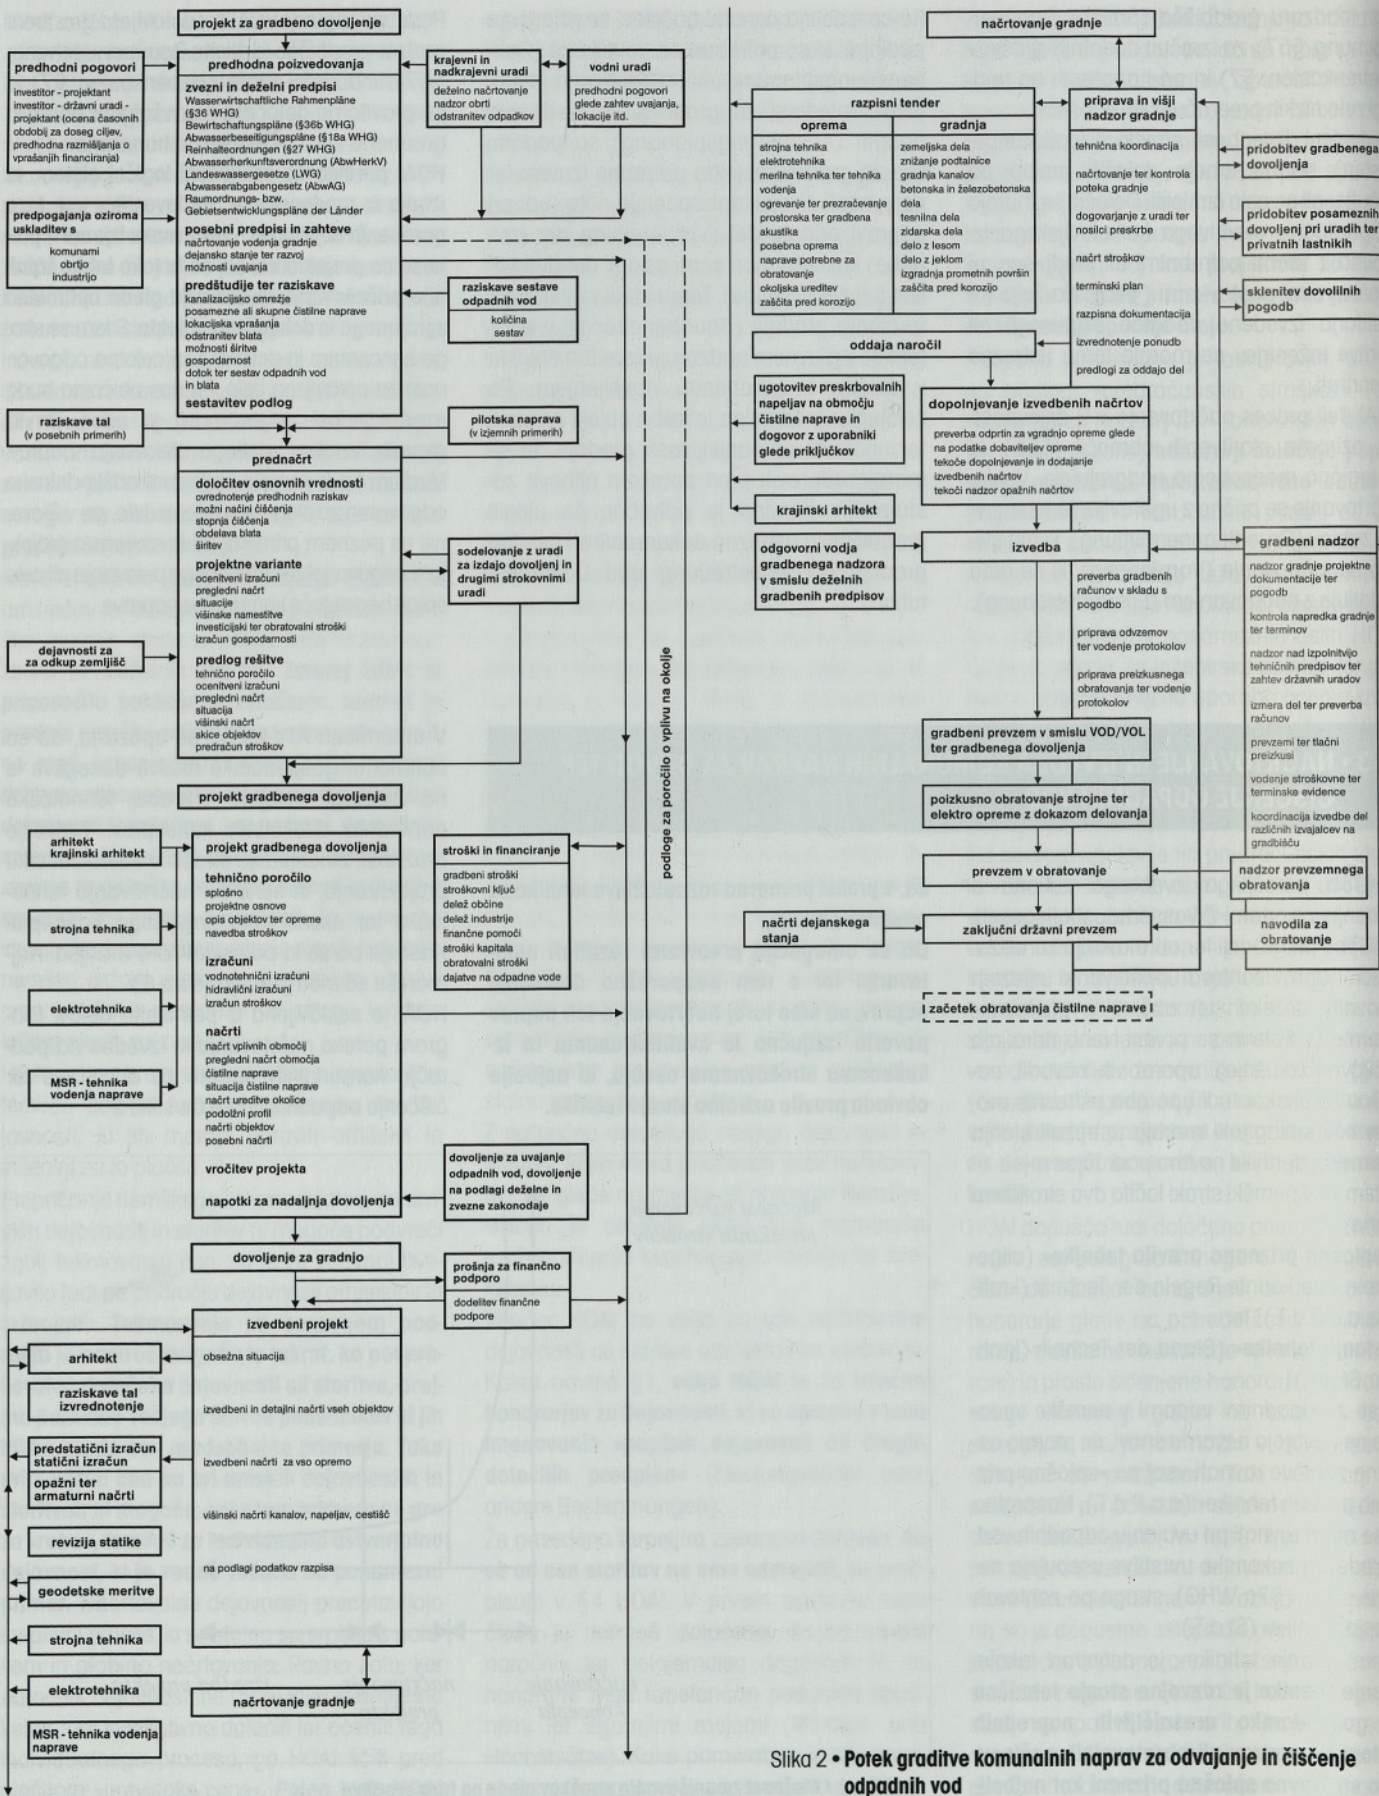 projekt za gradbeno dovoljenje
predhodni pogovori
investitor - projektant
investitor - državni uradi -
projektant (ocena časovnih
obdobij za doseg ciljev,
predhodna razmišljanja o
vprašanjih financiranja)
predpogajanja oziroma
uskladitev s
komunami
obrtjo
industrijo
predhodna poizvedovanja
zvezni in deželni predpisi
Wasserwirtschaftliche Rahmenpläne
(§36 WHG)
Bewirtschaftungspläne (§36b WHG)
Abwasserbeseitigungspläne (§18a WHG)
Reinhalteordnungen (§27 WHG)
Abwasserherkunftsverordnung (AbwHerkV)
Landeswassergesetze (LWG)
Abwasserabgabengesetz (AbwAG)
Raumordnungs- bzw.
Gebietsentwicklungspläne der Länder
posebni predpisi in zahteve
načrtovanje vodenja gradnje
dejansko stanje ter razvoj
možnosti uvajanja
predštudije ter raziskave
kanalizacijsko omrežje
posamezne ali skupne čistilne naprave
lokacijska vprašanja
odstranitev blata
možnosti širitve
gospodarnost
dotok ter sestav odpadnih vod
in blata
sestavitev podlog
krajevni in
nadkrajevni uradi
deželno načrtovanje
nadzor obrti
odstranitev odpadkov
vodni uradi
predhodni pogovori
glede zahtev uvajanja,
lokacije itd.
raziskave sestave
odpadnih vod
količina
sestav
raziskave tal
(v posebnih primerih)
pilotska naprava
(v izjemnih primerih)
prednačrt
določitev osnovnih vrednosti
ovrednotenje predhodnih raziskav
možni načini čiščenja
stopnja čiščenja
obdelava blata
širitev
projektne variante
ocenitveni izračuni
pregledni načrt
situacije
višinske namestitve
investicijski ter obratovalni stroški
izračun gospodarnosti
predlog rešitve
tehnično poročilo
ocenitveni izračuni
pregledni načrt
situacija
višinski načrt
skice objektov
predračun stroškov
sodelovanje z uradi
za izdajo dovoljenj in
drugimi strokovnimi
uradi
dejavnosti za
za odkup zemljišč
projekt gradbenega dovoljenja
arhitekt
krajinski arhitekt
strojna tehnika
elektrotehnika
MSR - tehnika
vodenja naprave
projekt gradbenega dovoljenja
tehnično poročilo
splošno
projektne osnove
opis objektov ter opreme
navedba stroškov
izračuni
vodnotehnični izračuni
hidravlični izračuni
izračun stroškov
načrti
načrt vplivnih območij
pregledni načrt območja
čistilne naprave
situacija čistilne naprave
načrt ureditve okolice
podolžni profil
načrti objektov
posebni načrti
vročitev projekta
napotki za nadaljnja dovoljenja
stroški in financiranje
gradbeni stroški
stroškovni ključ
delež občine
delež industrije
finančne pomoči
stroški kapitala
obratovalni stroški
dajatve na odpadne vode
dovoljenje za uvajanje
odpadnih vod, dovoljenje
na podlagi deželne in
zvezne zakonodaje
podloge za poročilo o vplivu na okolje
dovoljenje za gradnjo
prošnja za finančno
podporo
dodelitev finančne
podpore
izvedbeni projekt
obsežna situacija
izvedbeni in detajlni načrti vseh objektov
izvedbeni načrti za vso opremo
višinski načrti kanalov, napeljav, cestišč
na podlagi podatkov razpisa
arhitekt
raziskave tal
izvrednotenje
predstatični izračun
statični izračun
opažni ter
armaturni načrti
revizija statike
geodetske meritve
strojna tehnika
elektrotehnika
MSR - tehnika vodenja
naprave
načrtovanje gradnje
načrtovanje gradnje
razpisni tender
oprema
strojna tehnika
elektrotehnika
merilna tehnika ter tehnika
vodenja
ogrevanje ter prezračevanje
prostorska ter gradbena
akustika
posebna oprema
naprave potrebne za
obratovanje
okoljska ureditev
zaščita pred korozijo
gradnja
zemeljska dela
znižanje podtalnice
gradnja kanalov
betonska in železobetonska
dela
tesnilna dela
zidarska dela
delo z lesom
delo z jeklom
izgradnja prometnih površin
zaščita pred korozijo
priprava in višji
nadzor gradnje
tehnična koordinacija
načrtovanje ter kontrola
poteka gradnje
dogovarjanje z uradi ter
nosilci preskrbe
načrt stroškov
terminski plan
razpisna dokumentacija
izvrednotenje ponudb
predlogi za oddajo del
pridobitev gradbenega
dovoljenja
pridobitev posameznih
dovoljenj pri uradih ter
privatnih lastnikih
sklenitev dovolilnih
pogodb
oddaja naročil
ugotovitev preskrbovalnih
napeljav na območju
čistilne naprave in
dogovor z uporabniki
glede priključkov
dopolnjevanje izvedbenih načrtov
preverba odprtin za vgradnjo opreme glede
na podatke dobaviteljev opreme
tekoče dopolnjevanje in dodajanje
izvedbenih načrtov
tekoči nadzor opažnih načrtov
krajinski arhitekt
odgovorni vodja
gradbenega nadzora
v smislu deželnih
gradbenih predpisov
izvedba
preverba gradbenih
računov v skladu s
pogodbo
priprava odvzemov
ter vodenje protokolov
priprava preizkusnega
obratovanja ter vodenje
protokolov
gradbeni nadzor
nadzor gradnje projektne
dokumentacije ter
pogodb
kontrola napredka gradnje
ter terminov
nadzor nad izpolnitvijo
tehničnih predpisov ter
zahtev državnih uradov
izmera del ter preverba
računov
prevzemi ter tlačni
preizkusi
vodenje stroškovne ter
terminske evidence
koordinacija izvedbe del
različnih izvajalcev na
gradbišču
gradbeni prevzem v smislu VOD/VOL
ter gradbenega dovoljenja
poizkusno obratovanje strojne ter
elektro opreme z dokazom delovanja
prevzem v obratovanje
nadzor prevzemnega
obratovanja
načrti dejanskega
stanja
zaključni državni prevzem
navodila za
obratovanje
začetek obratovanja čistilne naprave
Slika 2 • Potek graditve komunalnih naprav za odvajanje in čiščenje
odpadnih vod